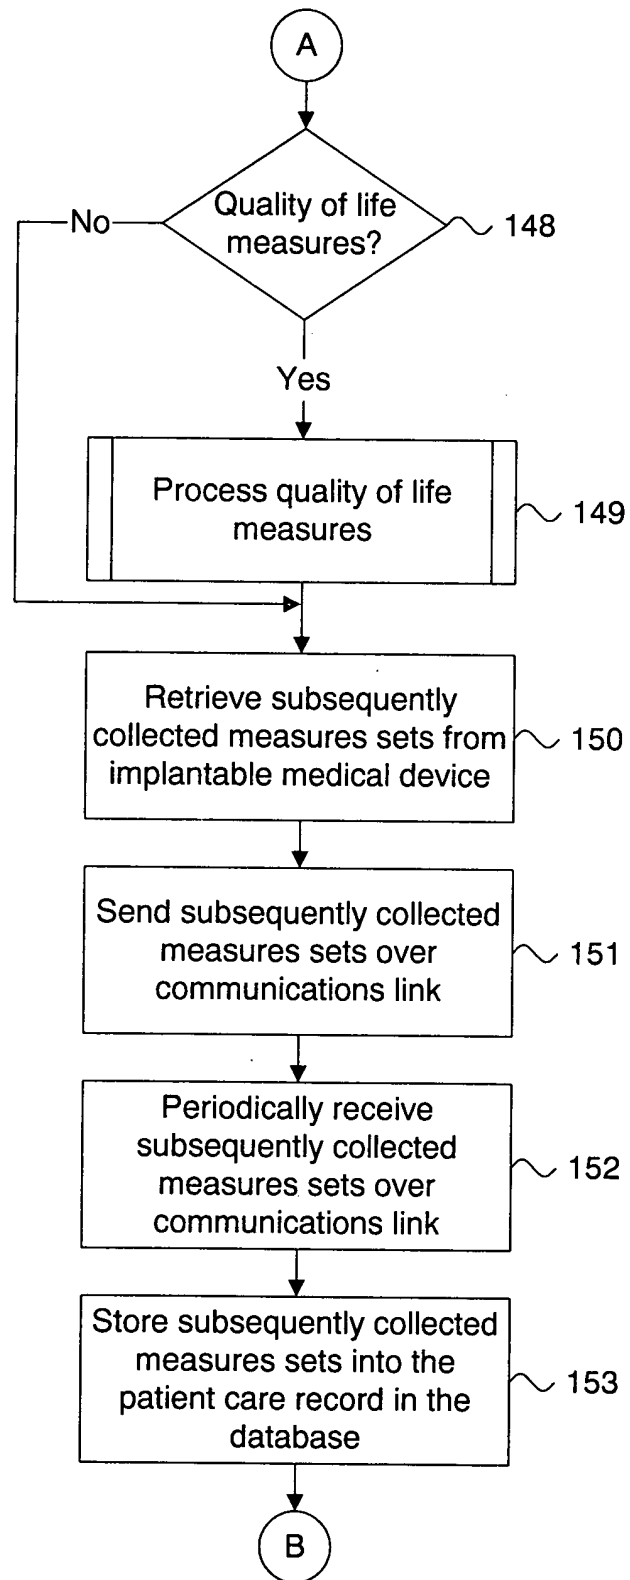 A
Quality of life
measures?
148
No
Yes
Process quality of life
measures
149
Retrieve subsequently
collected measures sets from
implantable medical device
150
Send subsequently collected
measures sets over
communications link
151
Periodically receive
subsequently collected
measures sets over
communications link
152
Store subsequently collected
measures sets into the
patient care record in the
database
153
B